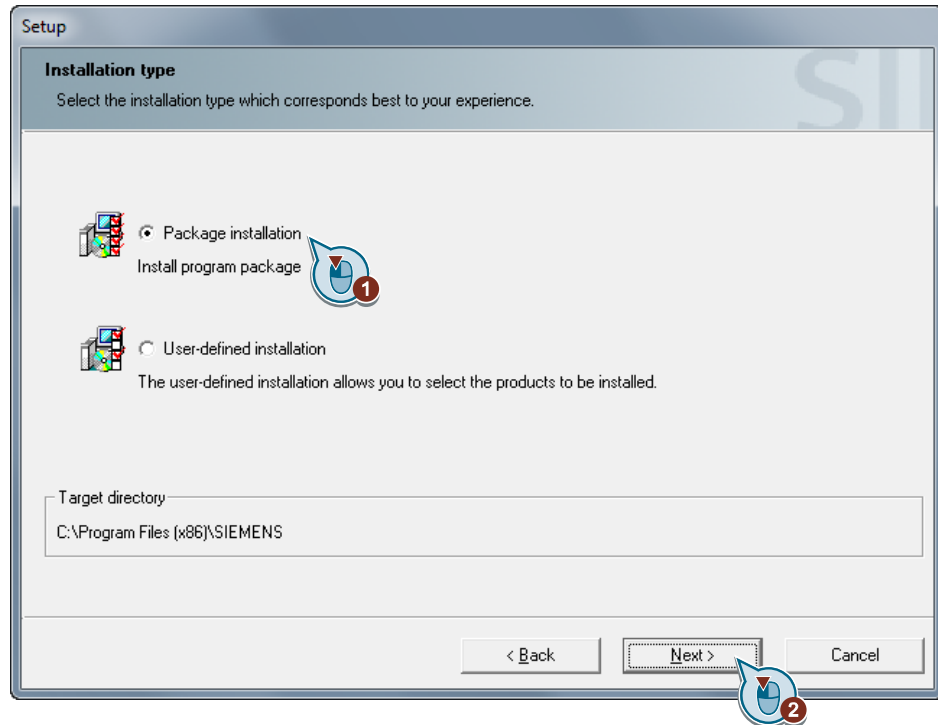 Setup
Installation type
Select the installation type which corresponds best to your experience.
SI
Package installation
Install program package
1
User-defined installation
The user-defined installation allows you to select the products to be installed.
Target directory
C:\Program Files (x86)\SIEMENS
< Back
Next >
Cancel
2